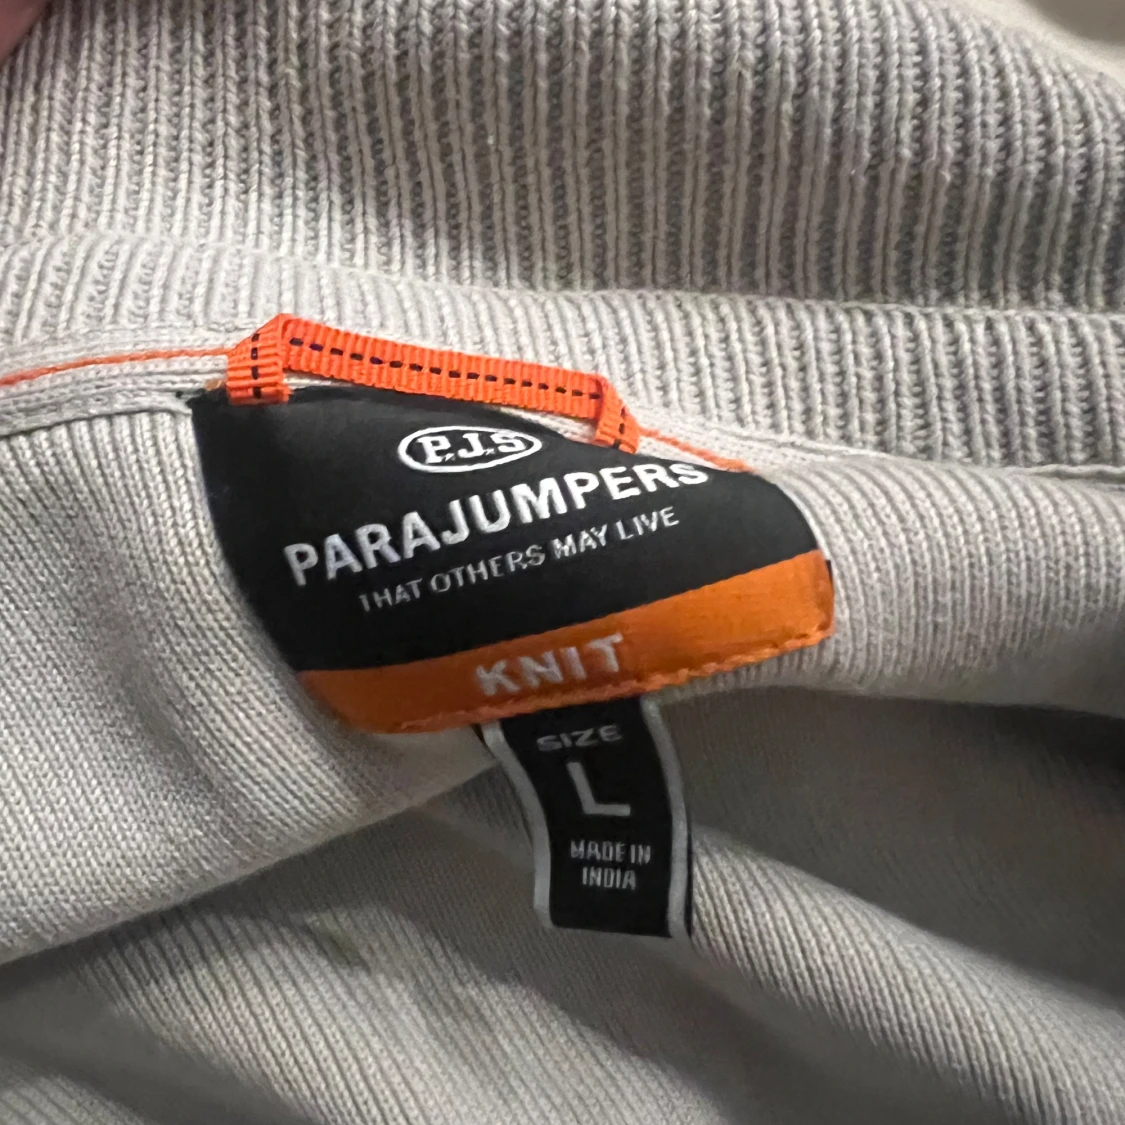 P.J.S
PARAJUMPERS
THAT OTHERS MAY LIVE
KNIT
SIZE
L
MADE IN
INDIA